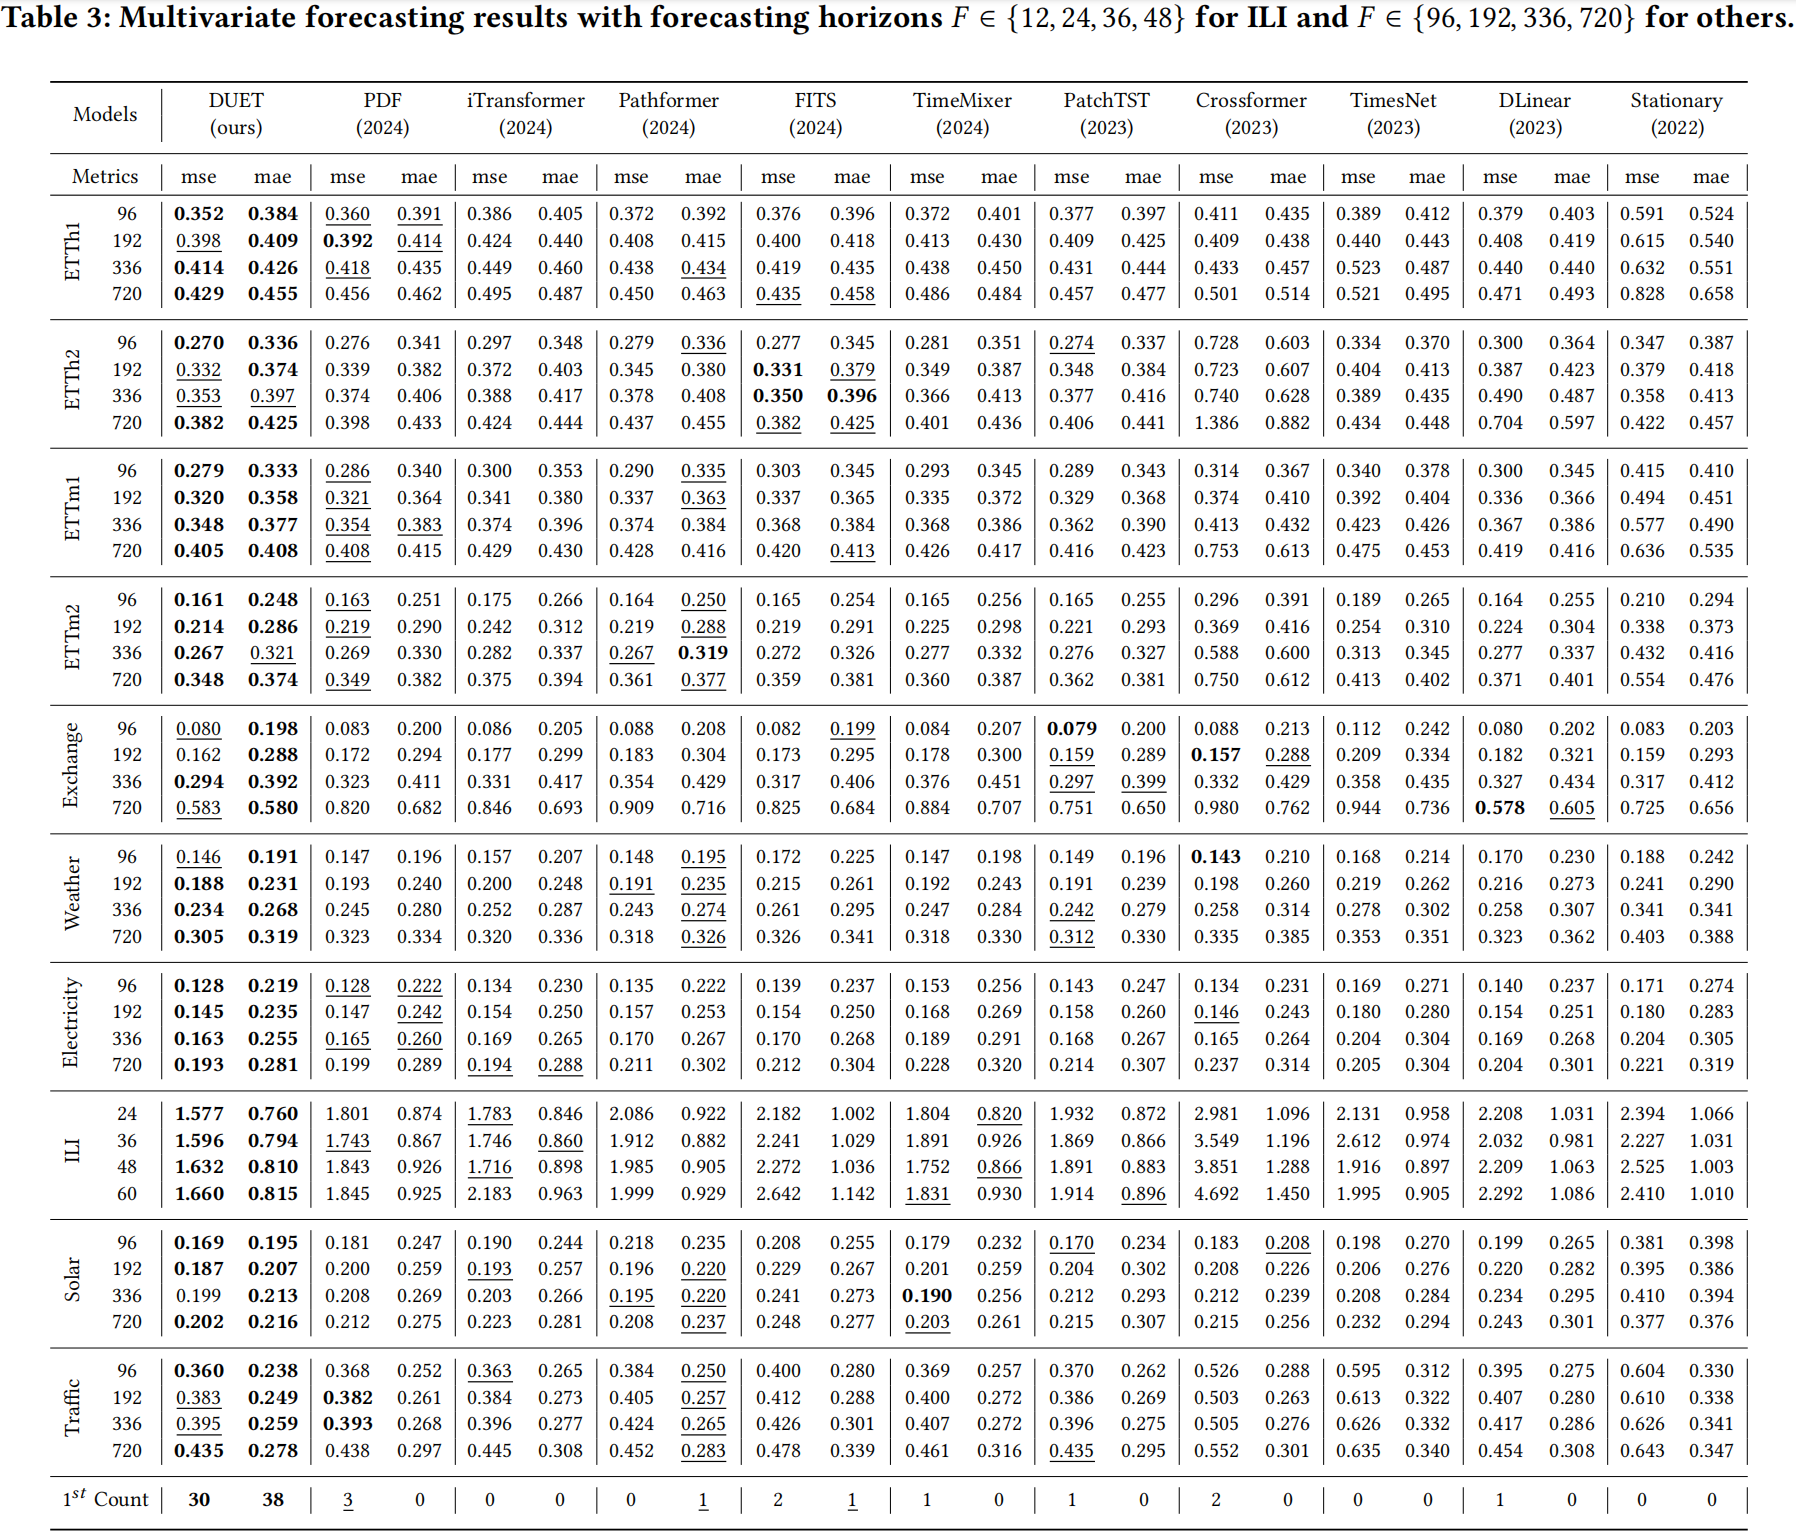 Table 3: Multivariate forecasting results with forecasting horizons F ∈ {12, 24, 36, 48} for ILI and F ∈ {96, 192, 336, 720} for others.
Models DUET (ours) PDF (2024) iTransformer (2024) Pathformer (2024) FITS (2024) TimeMixer (2024) PatchTST (2023) Crossformer (2023) TimesNet (2023) DLinear (2023) Stationary (2022)
Metrics mse mae mse mae mse mae mse mae mse mae mse mae mse mae mse mae mse mae mse mae mse mae
ETTh1
96 0.352 0.384 0.360 0.391 0.386 0.405 0.372 0.392 0.376 0.396 0.372 0.401 0.377 0.397 0.411 0.435 0.389 0.412 0.379 0.403 0.591 0.524
192 0.398 0.409 0.392 0.414 0.424 0.440 0.408 0.415 0.400 0.418 0.413 0.430 0.409 0.425 0.409 0.438 0.440 0.443 0.408 0.419 0.615 0.540
336 0.414 0.426 0.418 0.435 0.449 0.460 0.438 0.434 0.419 0.435 0.438 0.450 0.431 0.444 0.433 0.457 0.523 0.487 0.440 0.440 0.632 0.551
720 0.429 0.455 0.456 0.462 0.495 0.487 0.450 0.463 0.435 0.458 0.486 0.484 0.457 0.477 0.501 0.514 0.521 0.495 0.471 0.493 0.828 0.658
ETTh2
96 0.270 0.336 0.276 0.341 0.297 0.348 0.279 0.336 0.277 0.345 0.281 0.351 0.274 0.337 0.728 0.603 0.334 0.370 0.300 0.364 0.347 0.387
192 0.332 0.374 0.339 0.382 0.372 0.403 0.345 0.380 0.331 0.379 0.349 0.387 0.348 0.384 0.723 0.607 0.404 0.413 0.387 0.423 0.379 0.418
336 0.353 0.397 0.374 0.406 0.388 0.417 0.378 0.408 0.350 0.396 0.366 0.413 0.377 0.416 0.740 0.628 0.389 0.435 0.490 0.487 0.358 0.413
720 0.382 0.425 0.398 0.433 0.424 0.444 0.437 0.455 0.382 0.425 0.401 0.436 0.406 0.441 1.386 0.882 0.434 0.448 0.704 0.597 0.422 0.457
ETTm1
96 0.279 0.333 0.286 0.340 0.300 0.353 0.290 0.335 0.303 0.345 0.293 0.345 0.289 0.343 0.314 0.367 0.340 0.378 0.300 0.345 0.415 0.410
192 0.320 0.358 0.321 0.364 0.341 0.380 0.337 0.363 0.337 0.365 0.335 0.372 0.329 0.368 0.374 0.410 0.392 0.404 0.336 0.366 0.494 0.451
336 0.348 0.377 0.354 0.383 0.374 0.396 0.374 0.384 0.368 0.384 0.368 0.386 0.362 0.390 0.413 0.432 0.423 0.426 0.367 0.386 0.577 0.490
720 0.405 0.408 0.408 0.415 0.429 0.430 0.428 0.416 0.420 0.413 0.426 0.417 0.416 0.423 0.753 0.613 0.475 0.453 0.419 0.416 0.636 0.535
ETTm2
96 0.161 0.248 0.163 0.251 0.175 0.266 0.164 0.250 0.165 0.254 0.165 0.256 0.165 0.255 0.296 0.391 0.189 0.265 0.164 0.255 0.210 0.294
192 0.214 0.286 0.219 0.290 0.242 0.312 0.219 0.288 0.219 0.291 0.225 0.298 0.221 0.293 0.369 0.416 0.254 0.310 0.224 0.304 0.338 0.373
336 0.267 0.321 0.269 0.330 0.282 0.337 0.267 0.319 0.272 0.326 0.277 0.332 0.276 0.327 0.588 0.600 0.313 0.345 0.277 0.337 0.432 0.416
720 0.348 0.374 0.349 0.382 0.375 0.394 0.361 0.377 0.359 0.381 0.360 0.387 0.362 0.381 0.750 0.612 0.413 0.402 0.371 0.401 0.554 0.476
Exchange
96 0.080 0.198 0.083 0.200 0.086 0.205 0.088 0.208 0.082 0.199 0.084 0.207 0.079 0.200 0.088 0.213 0.112 0.242 0.080 0.202 0.083 0.203
192 0.162 0.288 0.172 0.294 0.177 0.299 0.183 0.304 0.173 0.295 0.178 0.300 0.159 0.289 0.157 0.288 0.209 0.334 0.182 0.321 0.159 0.293
336 0.294 0.392 0.323 0.411 0.331 0.417 0.354 0.429 0.317 0.406 0.376 0.451 0.297 0.399 0.332 0.429 0.358 0.435 0.327 0.434 0.317 0.412
720 0.583 0.580 0.820 0.682 0.846 0.693 0.909 0.716 0.825 0.684 0.884 0.707 0.751 0.650 0.980 0.762 0.944 0.736 0.578 0.605 0.725 0.656
Weather
96 0.146 0.191 0.147 0.196 0.157 0.207 0.148 0.195 0.172 0.225 0.147 0.198 0.149 0.196 0.143 0.210 0.168 0.214 0.170 0.230 0.188 0.242
192 0.188 0.231 0.193 0.240 0.200 0.248 0.191 0.235 0.215 0.261 0.192 0.243 0.191 0.239 0.198 0.260 0.219 0.262 0.216 0.273 0.241 0.290
336 0.234 0.268 0.245 0.280 0.252 0.287 0.243 0.274 0.261 0.295 0.247 0.284 0.242 0.279 0.258 0.314 0.278 0.302 0.258 0.307 0.341 0.341
720 0.305 0.319 0.323 0.334 0.320 0.336 0.318 0.326 0.326 0.341 0.318 0.330 0.312 0.330 0.335 0.385 0.353 0.351 0.323 0.362 0.403 0.388
Electricity
96 0.128 0.219 0.128 0.222 0.134 0.230 0.135 0.222 0.139 0.237 0.153 0.256 0.143 0.247 0.134 0.231 0.169 0.271 0.140 0.237 0.171 0.274
192 0.145 0.235 0.147 0.242 0.154 0.250 0.157 0.253 0.154 0.250 0.168 0.269 0.158 0.260 0.146 0.243 0.180 0.280 0.154 0.251 0.180 0.283
336 0.163 0.255 0.165 0.260 0.169 0.265 0.170 0.267 0.170 0.268 0.189 0.291 0.168 0.267 0.165 0.264 0.204 0.304 0.169 0.268 0.204 0.305
720 0.193 0.281 0.199 0.289 0.194 0.288 0.211 0.302 0.212 0.304 0.228 0.320 0.214 0.307 0.237 0.314 0.205 0.304 0.204 0.301 0.221 0.319
ILI
24 1.577 0.760 1.801 0.874 1.783 0.846 2.086 0.922 2.182 1.002 1.804 0.820 1.932 0.872 2.981 1.096 2.131 0.958 2.208 1.031 2.394 1.066
36 1.596 0.794 1.743 0.867 1.746 0.860 1.912 0.882 2.241 1.029 1.891 0.926 1.869 0.866 3.549 1.196 2.612 0.974 2.032 0.981 2.227 1.031
48 1.632 0.810 1.843 0.926 1.716 0.898 1.985 0.905 2.272 1.036 1.752 0.866 1.891 0.883 3.851 1.288 1.916 0.897 2.209 1.063 2.525 1.003
60 1.660 0.815 1.845 0.925 2.183 0.963 1.999 0.929 2.642 1.142 1.831 0.930 1.914 0.896 4.692 1.450 1.995 0.905 2.292 1.086 2.410 1.010
Solar
96 0.169 0.195 0.181 0.247 0.190 0.244 0.218 0.235 0.208 0.255 0.179 0.232 0.170 0.234 0.183 0.208 0.198 0.270 0.199 0.265 0.381 0.398
192 0.187 0.207 0.200 0.259 0.193 0.257 0.196 0.220 0.229 0.267 0.201 0.259 0.204 0.302 0.208 0.226 0.206 0.276 0.220 0.282 0.395 0.386
336 0.199 0.213 0.208 0.269 0.203 0.266 0.195 0.220 0.241 0.273 0.190 0.256 0.212 0.293 0.212 0.239 0.208 0.284 0.234 0.295 0.410 0.394
720 0.202 0.216 0.212 0.275 0.223 0.281 0.208 0.237 0.248 0.277 0.203 0.261 0.215 0.307 0.215 0.256 0.232 0.294 0.243 0.301 0.377 0.376
Traffic
96 0.360 0.238 0.368 0.252 0.363 0.265 0.384 0.250 0.400 0.280 0.369 0.257 0.370 0.262 0.526 0.288 0.595 0.312 0.395 0.275 0.604 0.330
192 0.383 0.249 0.382 0.261 0.384 0.273 0.405 0.257 0.412 0.288 0.400 0.272 0.386 0.269 0.503 0.263 0.613 0.322 0.407 0.280 0.610 0.338
336 0.395 0.259 0.393 0.268 0.396 0.277 0.424 0.265 0.426 0.301 0.407 0.272 0.396 0.275 0.505 0.276 0.626 0.332 0.417 0.286 0.626 0.341
720 0.435 0.278 0.438 0.297 0.445 0.308 0.452 0.283 0.478 0.339 0.461 0.316 0.435 0.295 0.552 0.301 0.635 0.340 0.454 0.308 0.643 0.347
1st Count 30 38 3 0 0 0 0 1 2 1 1 0 1 0 2 0 0 0 1 0 0 0